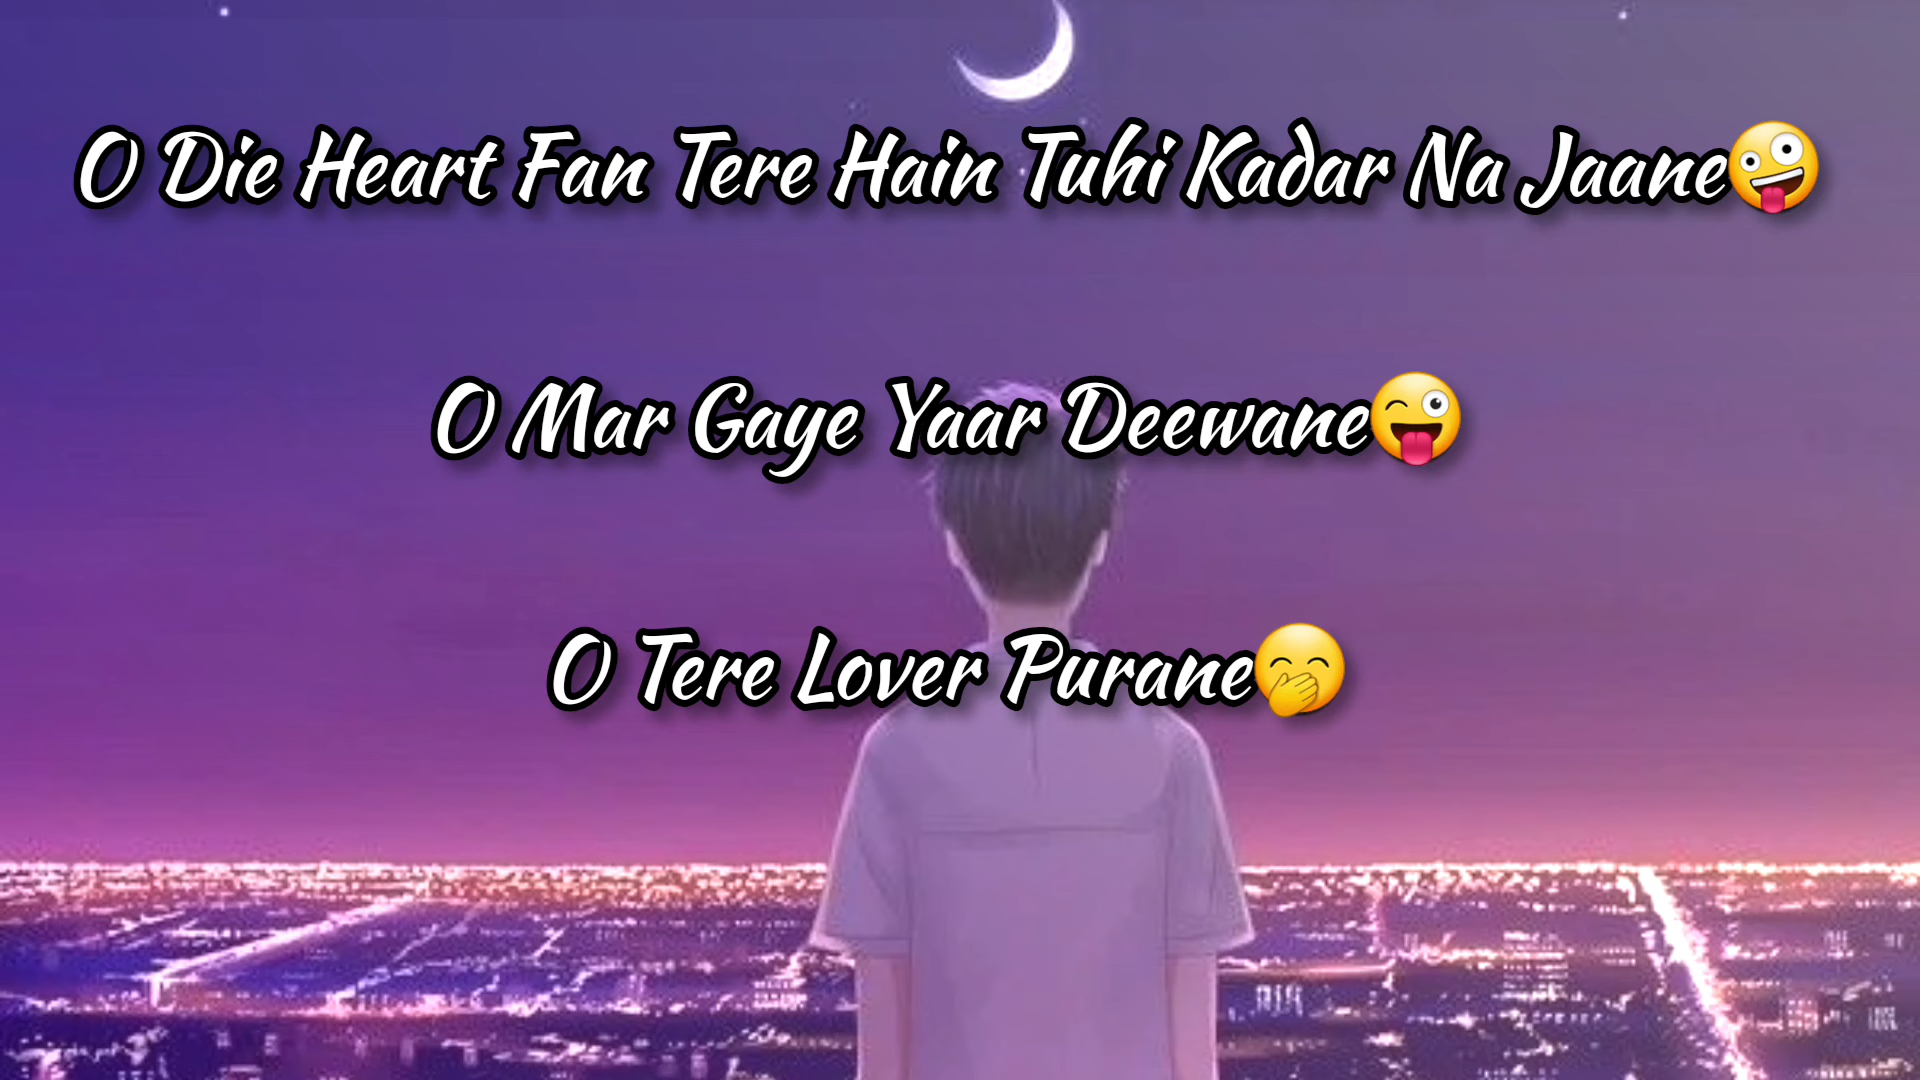 O Die Heart Fan Tere Hain Tuhi Kadar Na Jaane🤪
O Mar Gaye Yaar Deewane😜
O Tere Lover Purane🤭